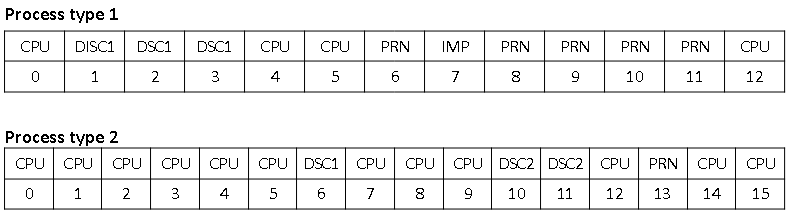 Process type 1
CPU DISC1 DSC1 DSC1 CPU CPU PRN IMP PRN PRN PRN PRN CPU
0 1 2 3 4 5 6 7 8 9 10 11 12
Process type 2
CPU CPU CPU CPU CPU CPU DSC1 CPU CPU CPU DSC2 DSC2 CPU PRN CPU CPU
0 1 2 3 4 5 6 7 8 9 10 11 12 13 14 15